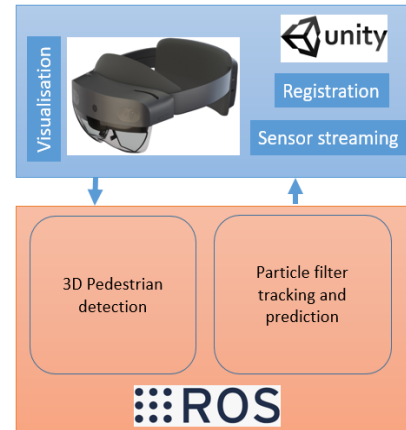 Visualisation
unity
Registration
Sensor streaming
3D Pedestrian
detection
Particle filter
tracking and
prediction
ROS